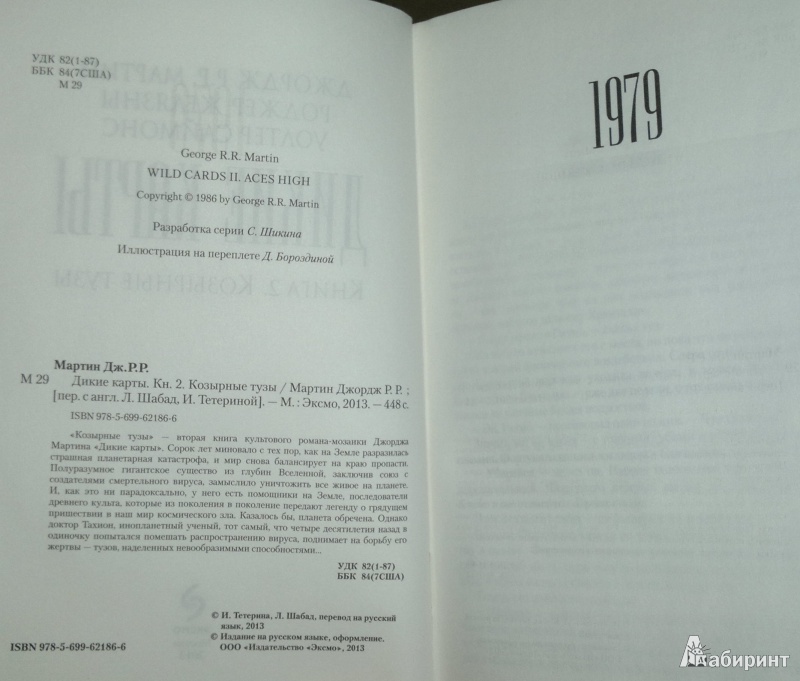 УДК 82(1-87)
ББК 84(7США)
М 29
George R.R. Martin
WILD CARDS II. ACES HIGH
Copyright © 1986 by George R.R. Martin
Разработка серии С. Шикина
Иллюстрация на переплете Д. Бороздиной
Мартин Дж.Р.Р.
М 29 Дикие карты. Кн. 2. Козырные тузы / Мартин Джордж Р. Р. ;
[пер. с англ. Л. Шабад, И. Тетериной]. — М. : Эксмо, 2013. — 448 с.
ISBN 978-5-699-62186-6
«Козырные тузы» — вторая книга культового романа-мозаики Джорджа
Мартина «Дикие карты». Сорок лет миновало с тех пор, как на Земле разразилась
страшная планетарная катастрофа, и мир снова балансирует на краю пропасти.
Полуразумное гигантское существо из глубин Вселенной, заключив союз с
создателями смертельного вируса, замыслило уничтожить все живое на планете.
И, как это ни парадоксально, у него есть помощники на Земле, последователи
древнего культа, которые из поколения в поколение передают легенду о грядущем
пришествии в наш мир космического зла. Казалось бы, планета обречена. Однако
доктор Тахион, инопланетный ученый, тот самый, что четыре десятилетия назад в
одиночку попытался помешать распространению вируса, поднимает на борьбу его
жертвы — тузов, наделенных невообразимыми способностями...
УДК 82(1-87)
ББК 84(7США)
© И. Тетерина, Л. Шабад, перевод на русский
язык, 2013
© Издание на русском языке, оформление.
ООО «Издательство «Эксмо», 2013
ISBN 978-5-699-62186-6
1979
Лабиринт